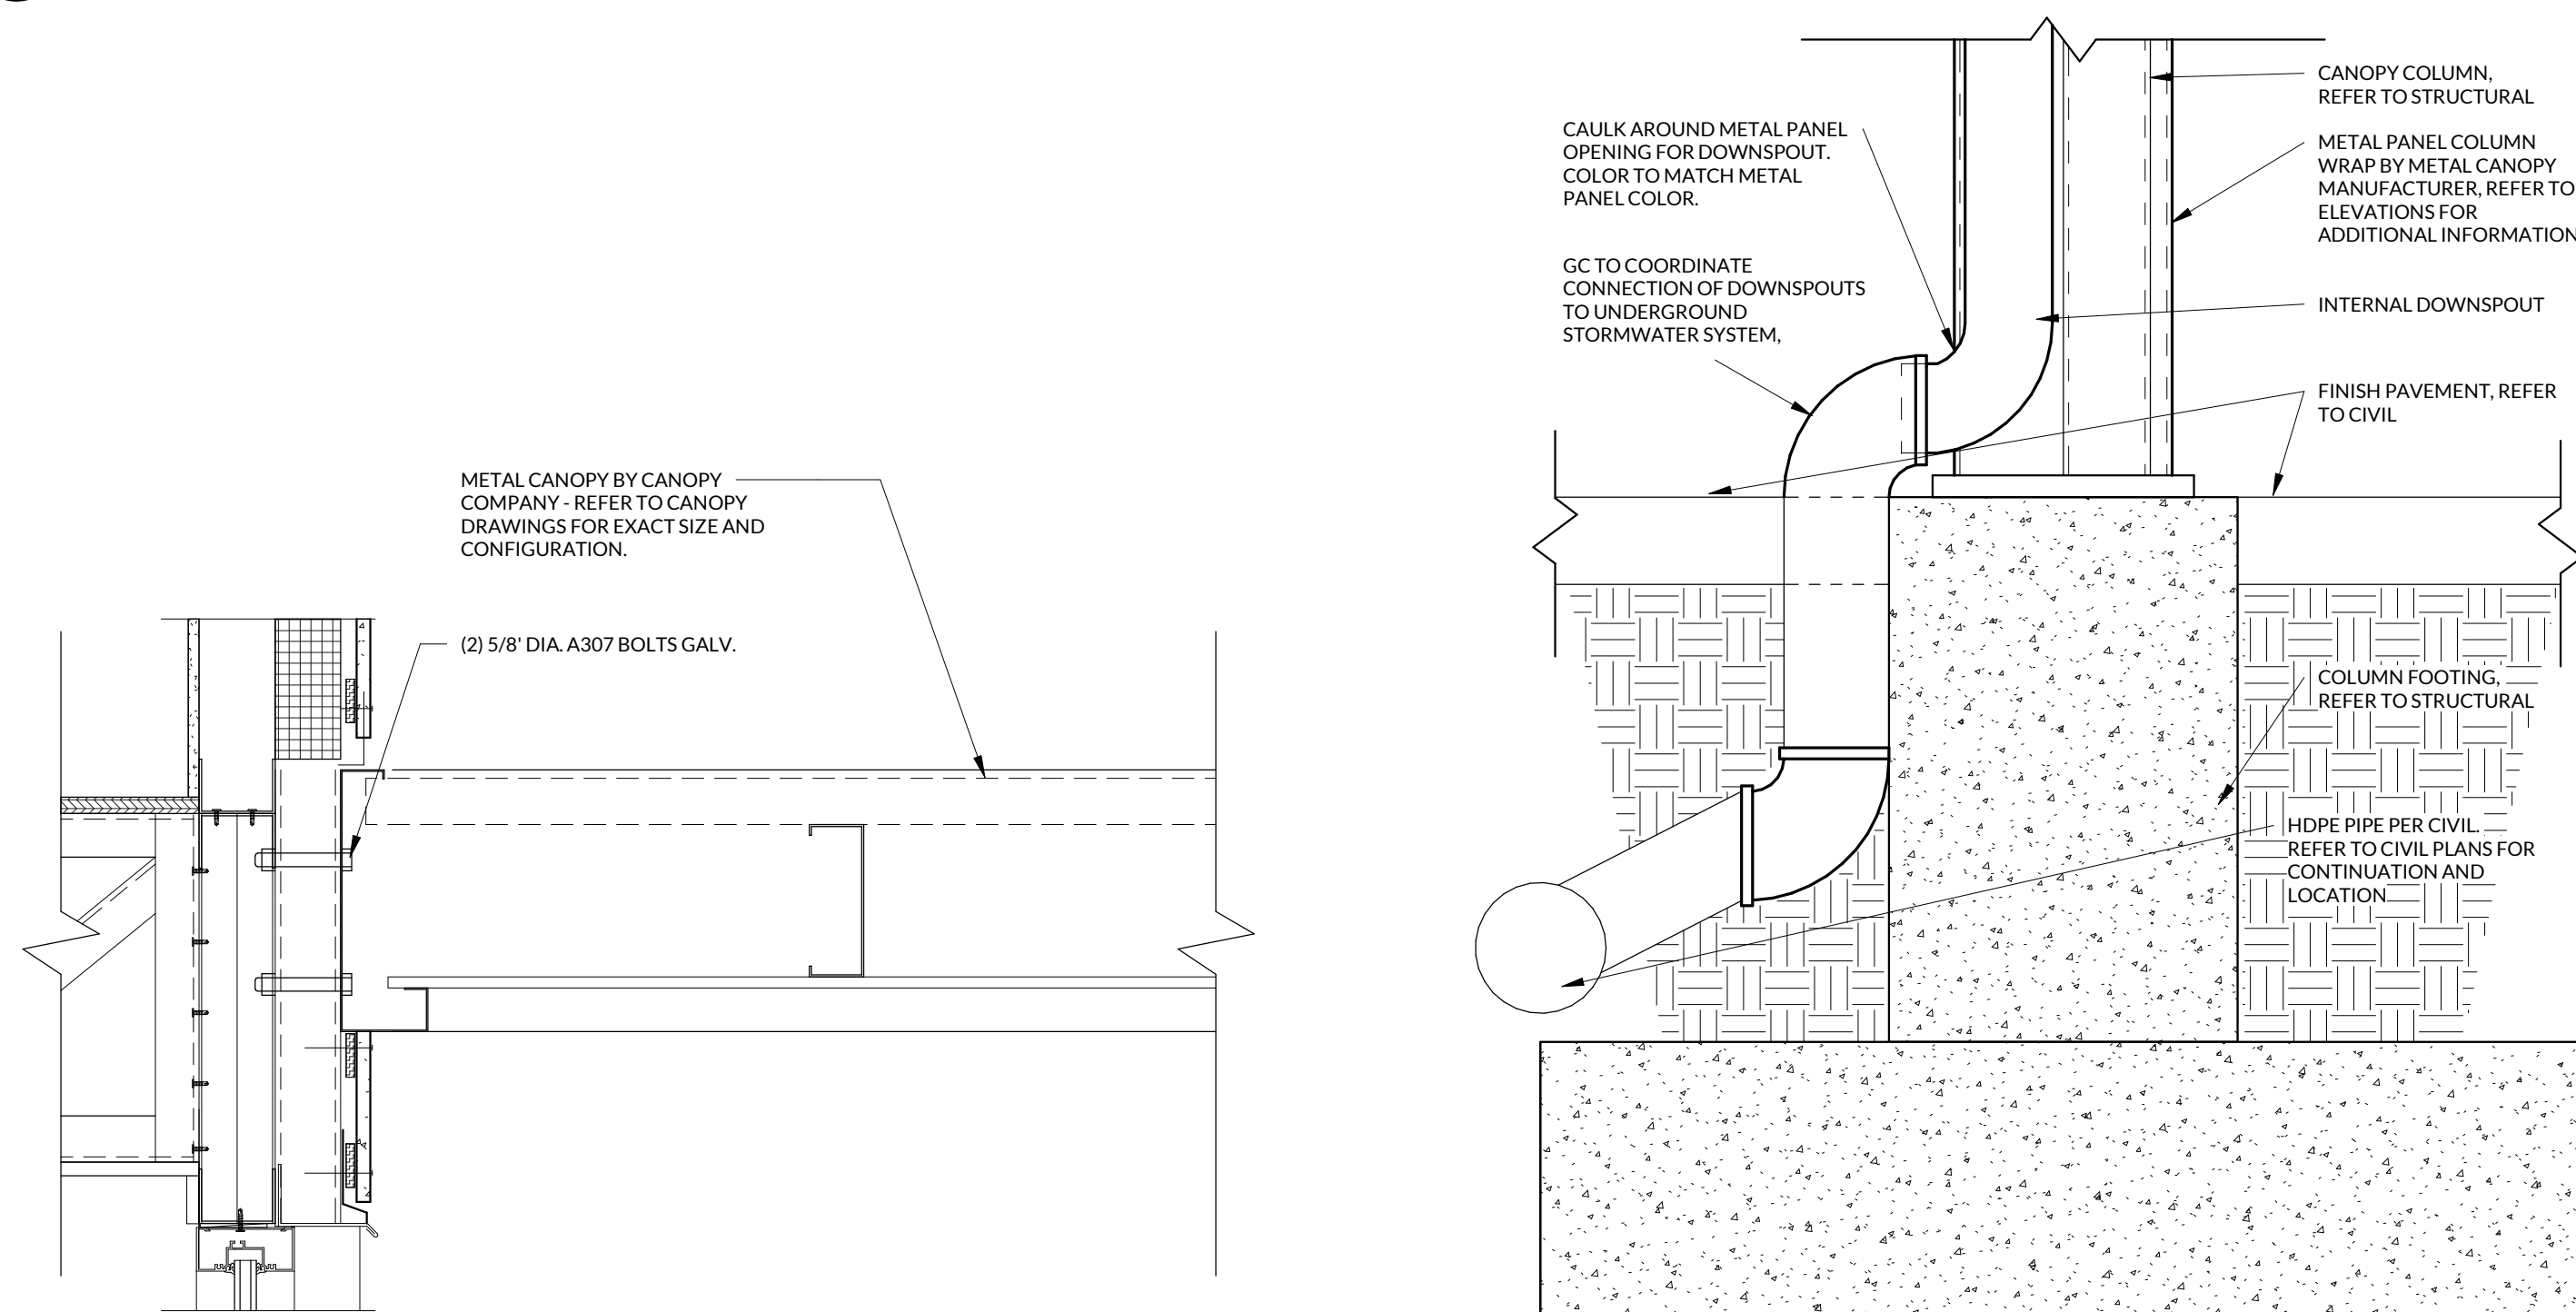 METAL CANOPY BY CANOPY
COMPANY - REFER TO CANOPY
DRAWINGS FOR EXACT SIZE AND
CONFIGURATION.
(2) 5/8' DIA. A307 BOLTS GALV.
CAULK AROUND METAL PANEL
OPENING FOR DOWNSPOUT.
COLOR TO MATCH METAL
PANEL COLOR.
GC TO COORDINATE
CONNECTION OF DOWNSPOUTS
TO UNDERGROUND
STORMWATER SYSTEM,
CANOPY COLUMN,
REFER TO STRUCTURAL
METAL PANEL COLUMN
WRAP BY METAL CANOPY
MANUFACTURER, REFER TO
ELEVATIONS FOR
ADDITIONAL INFORMATION
INTERNAL DOWNSPOUT
FINISH PAVEMENT, REFER
TO CIVIL
COLUMN FOOTING,
REFER TO STRUCTURAL
HDPE PIPE PER CIVIL.
REFER TO CIVIL PLANS FOR
CONTINUATION AND
LOCATION